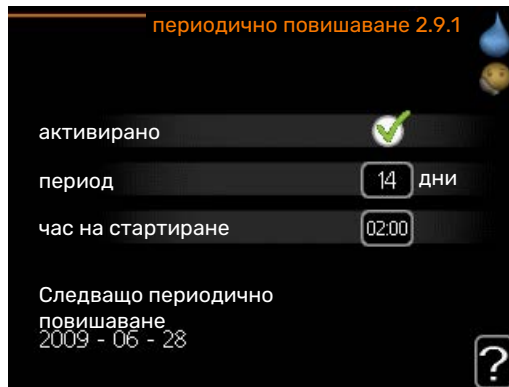 периодично повишаване 2.9.1
активирано
период 14 дни
час на стартиране 02:00
Следващо периодично
повишаване
2009 - 06 - 28
?